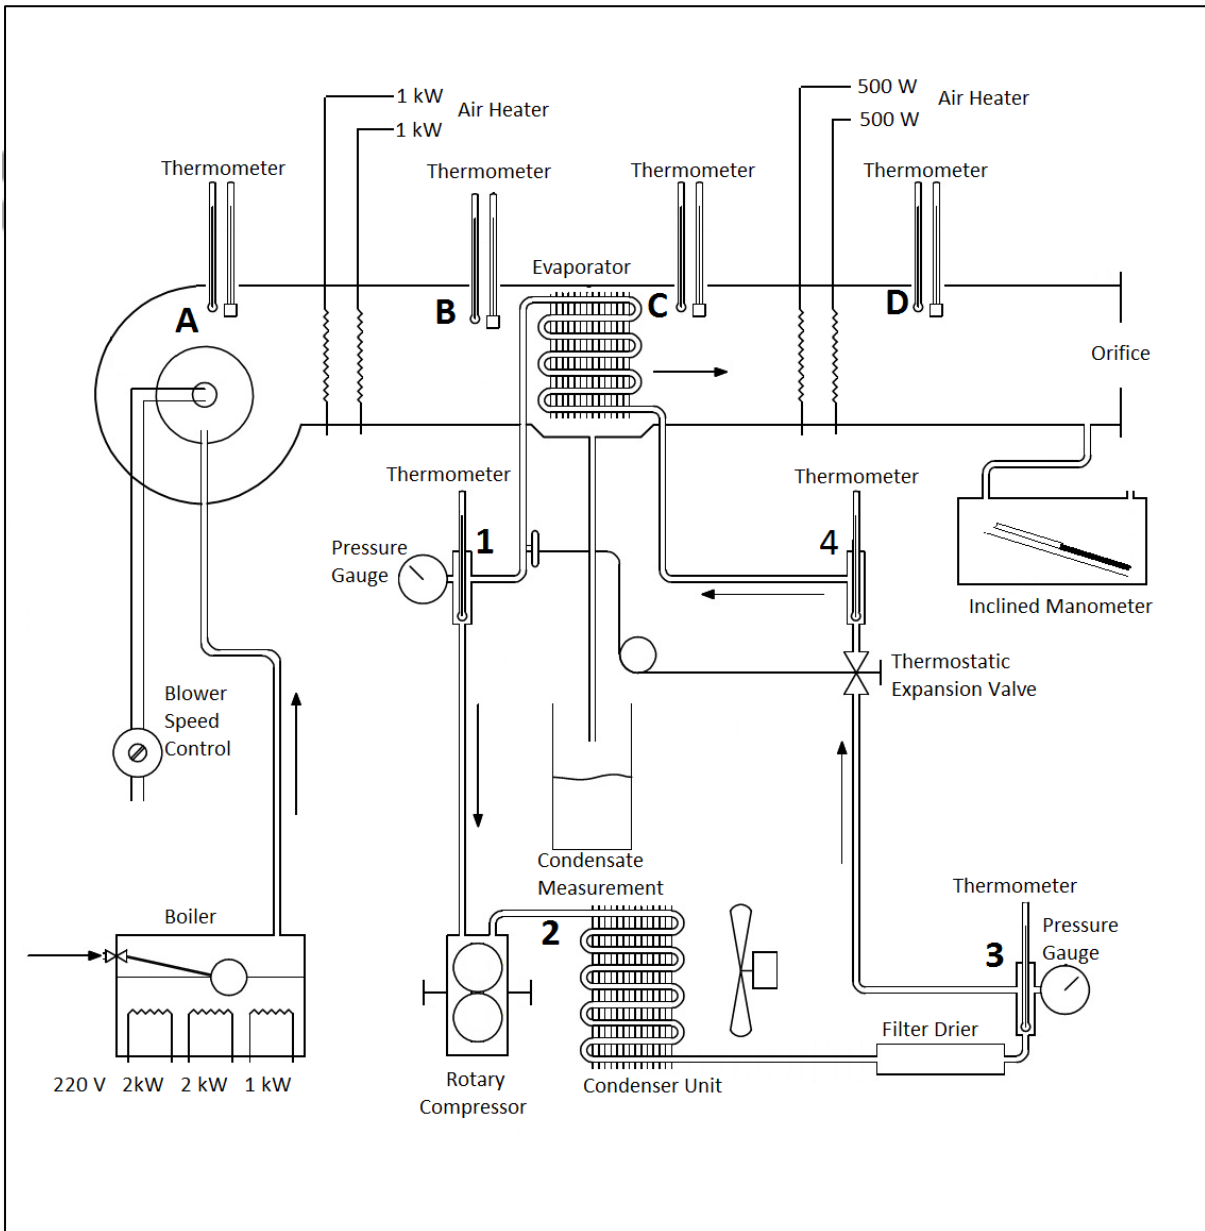 1 kW
Air Heater
1 kW
500 W
Air Heater
500 W
Thermometer
Thermometer
Thermometer
Thermometer
Evaporator
A
B
C
D
Orifice
Thermometer
Thermometer
1
4
Pressure
Gauge
Inclined Manometer
Thermostatic
Expansion Valve
Blower
Speed
Control
Condensate
Measurement
Thermometer
Boiler
2
Pressure
Gauge
3
Filter Drier
220 V 2kW 2 kW 1 kW
Rotary
Compressor
Condenser Unit